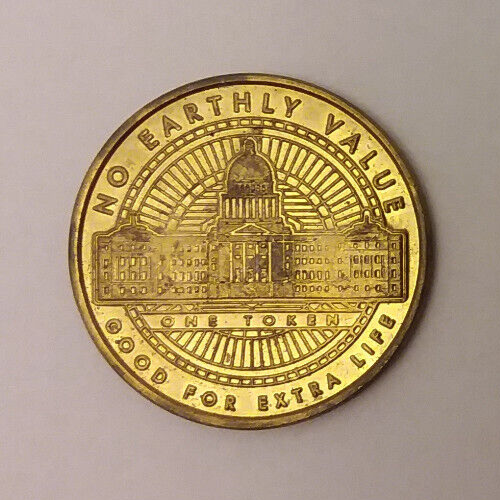 NO EARTHLY VALUE
ONE TOKEN
GOOD FOR EXTRA LIFE